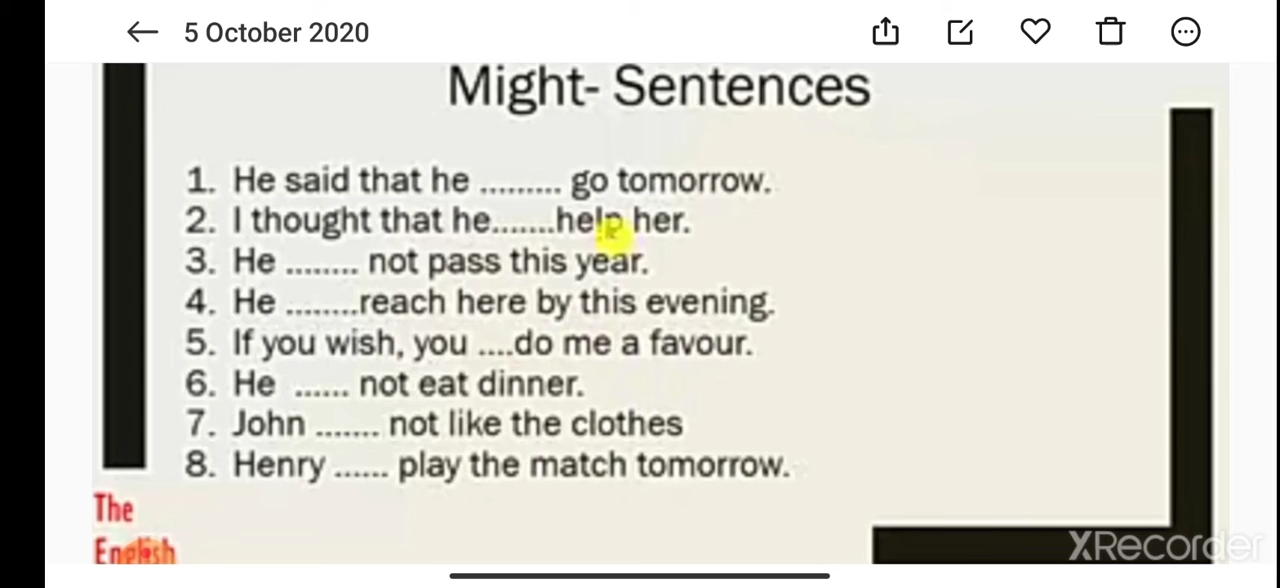 5 October 2020
Might- Sentences
1. He said that he ......... go tomorrow.
2. I thought that he.......help her.
3. He ........ not pass this year.
4. He ........reach here by this evening.
5. If you wish, you ....do me a favour.
6. He ...... not eat dinner.
7. John ....... not like the clothes
8. Henry ...... play the match tomorrow.
The
English
XRecorder